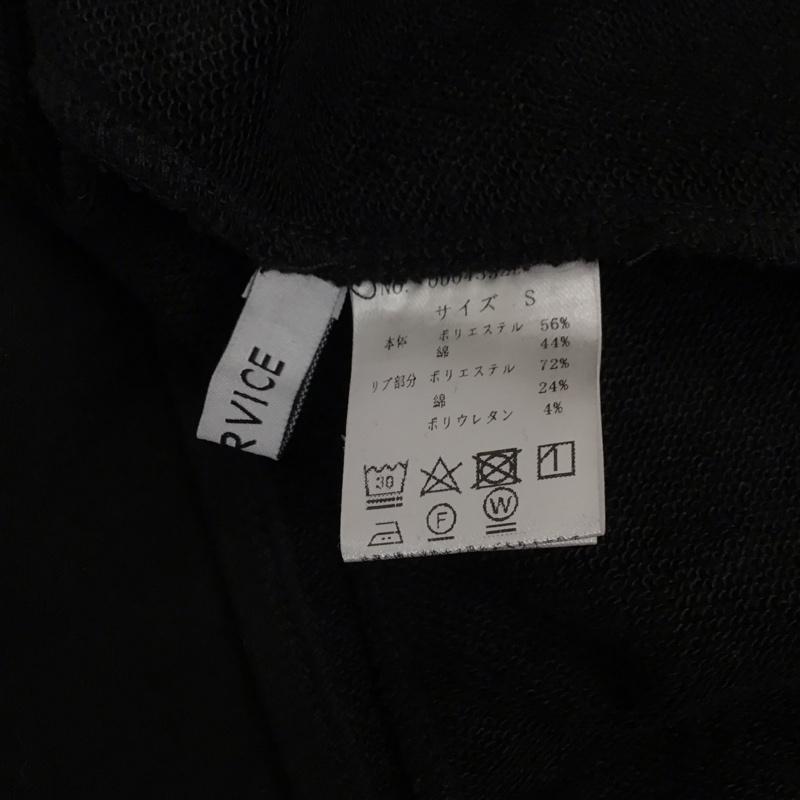 RVICE
NO.
サイズ S
本体 ポリエステル 56%
綿 44%
リブ部分 ポリエステル 72%
綿 24%
ポリウレタン 4%
30
F
W